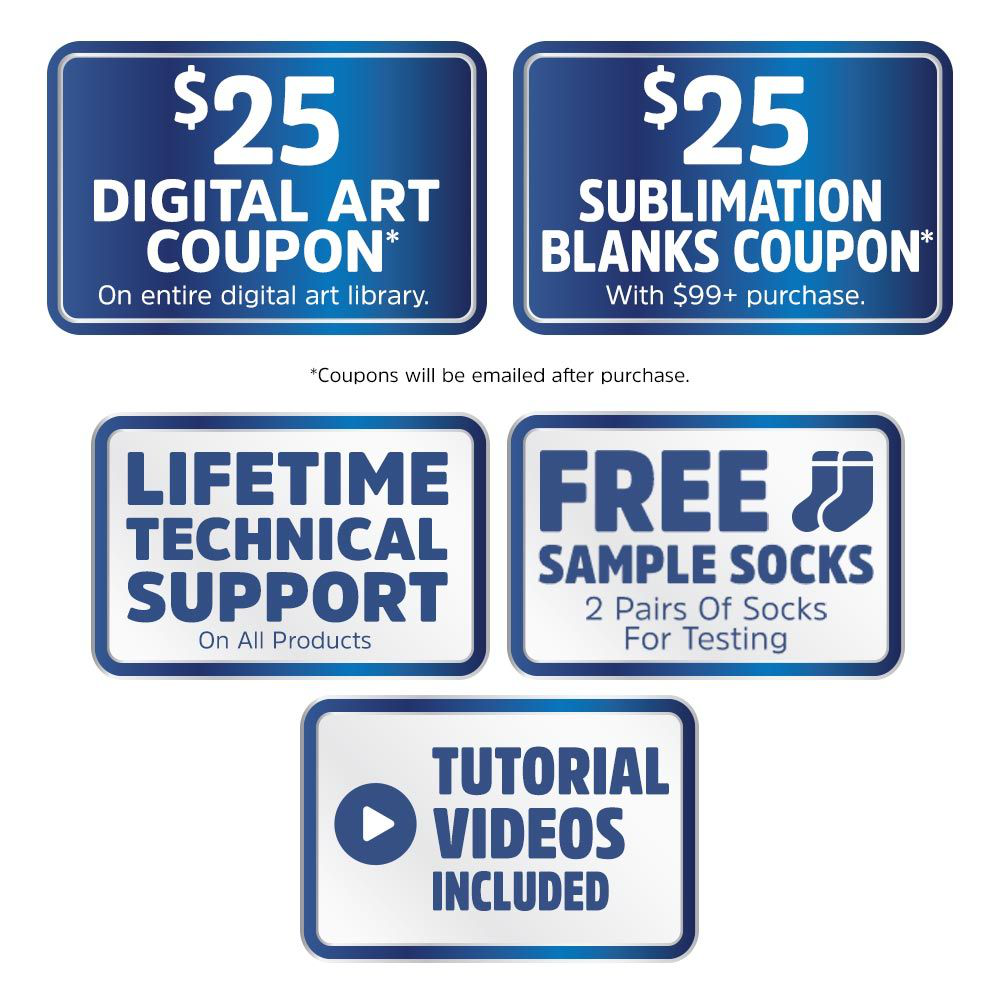 $25
DIGITAL ART
COUPON*
On entire digital art library.
$25
SUBLIMATION
BLANKS COUPON*
With $99+ purchase.
*Coupons will be emailed after purchase.
LIFETIME
TECHNICAL
SUPPORT
On All Products
FREE
SAMPLE SOCKS
2 Pairs Of Socks
For Testing
TUTORIAL
VIDEOS
INCLUDED